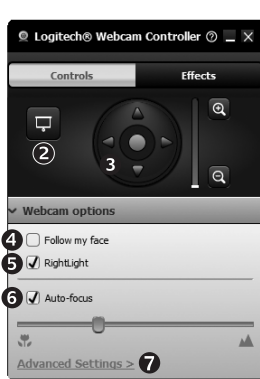 Logitech® Webcam Controller
Controls Effects
2
3
Webcam options
4 Follow my face
5 RightLight
6 Auto-focus
Advanced Settings > 7